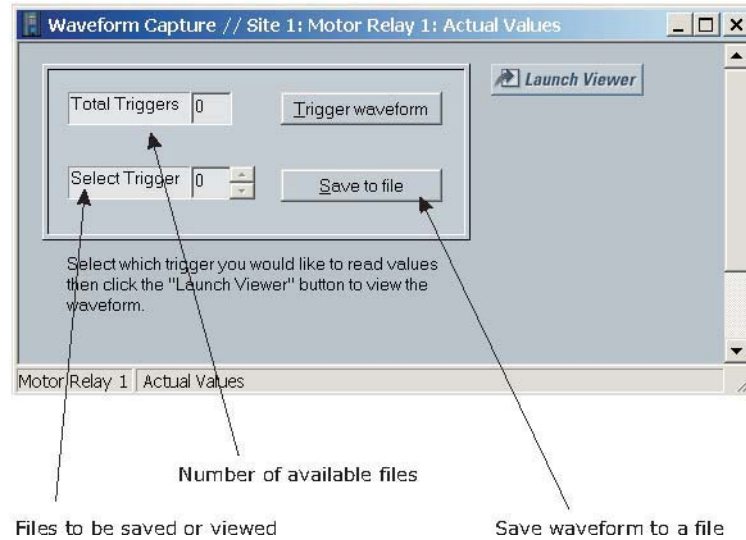 Waveform Capture // Site 1: Motor Relay 1: Actual Values
Launch Viewer
Total Triggers 0
Trigger waveform
Select Trigger 0
Save to file
Select which trigger you would like to read values
then click the "Launch Viewer" button to view the
waveform.
Motor Relay 1 Actual Values
Number of available files
Files to be saved or viewed
Save waveform to a file